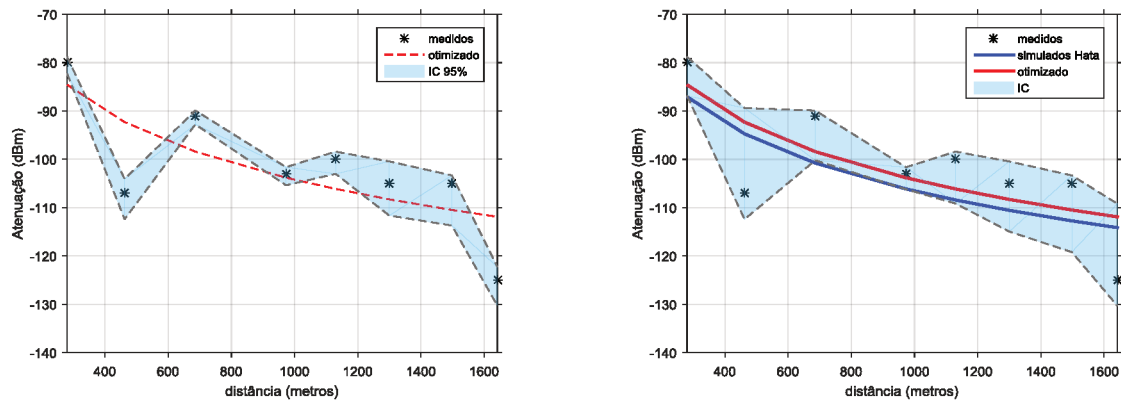 -70
-80
-90
-100
-110
-120
-130
-140
Atenuação (dBm)
400
600
800
1000
1200
1400
1600
distância (metros)
medidos
otimizado
IC 95%
-70
-80
-90
-100
-110
-120
-130
-140
Atenuação (dBm)
400
600
800
1000
1200
1400
1600
distância (metros)
medidos
simulados Hata
otimizado
IC